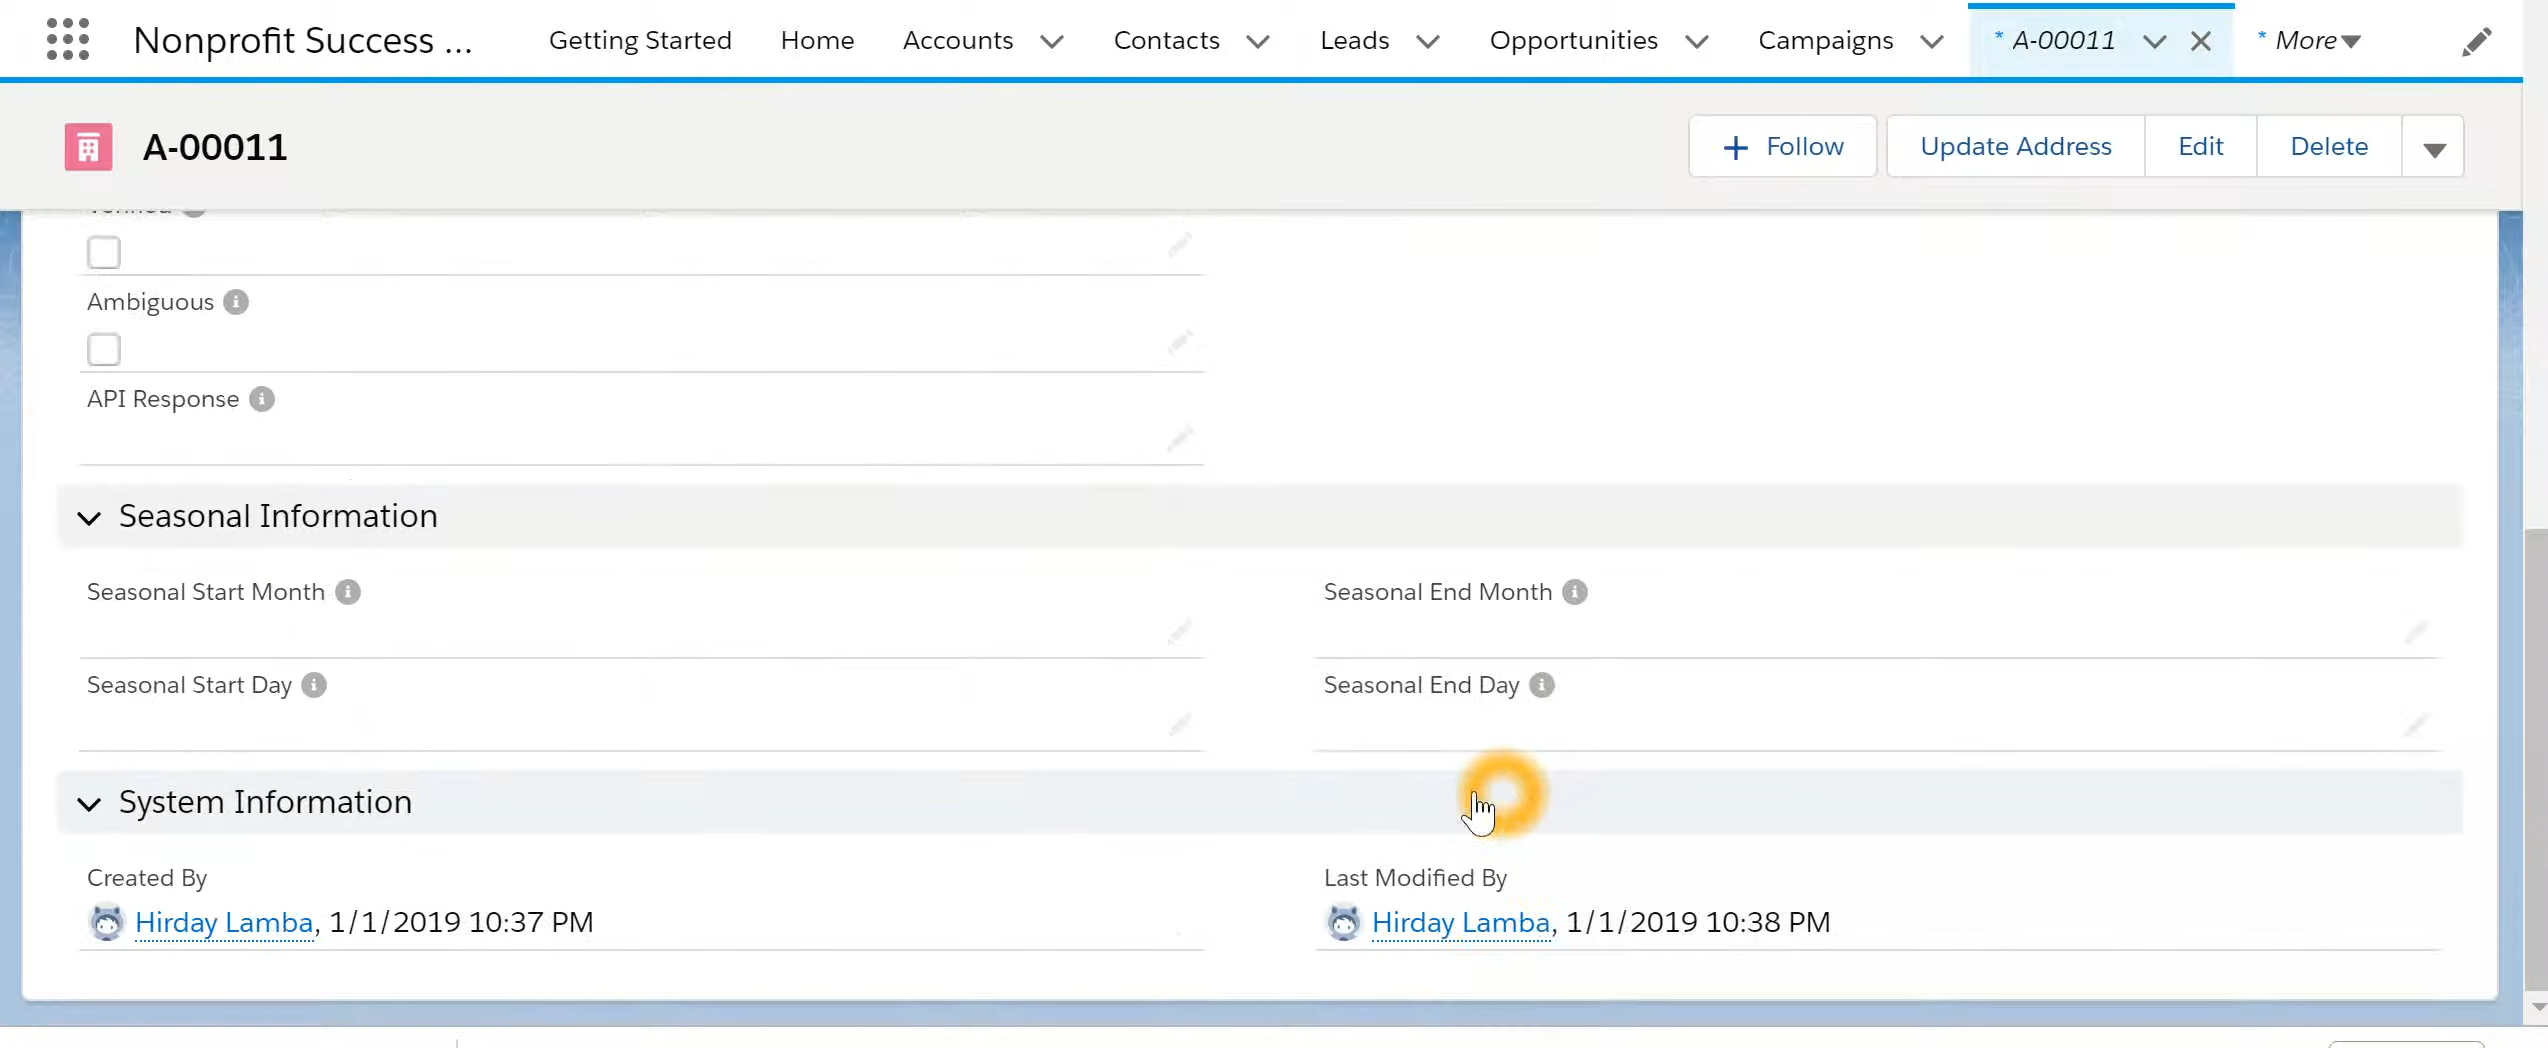 Nonprofit Success ... Getting Started Home Accounts Contacts Leads Opportunities Campaigns * A-00011 * More
A-00011 Follow Update Address Edit Delete
Ambiguous
API Response
Seasonal Information
Seasonal Start Month Seasonal End Month
Seasonal Start Day Seasonal End Day
System Information
Created By Last Modified By
Hirday Lamba, 1/1/2019 10:37 PM Hirday Lamba, 1/1/2019 10:38 PM